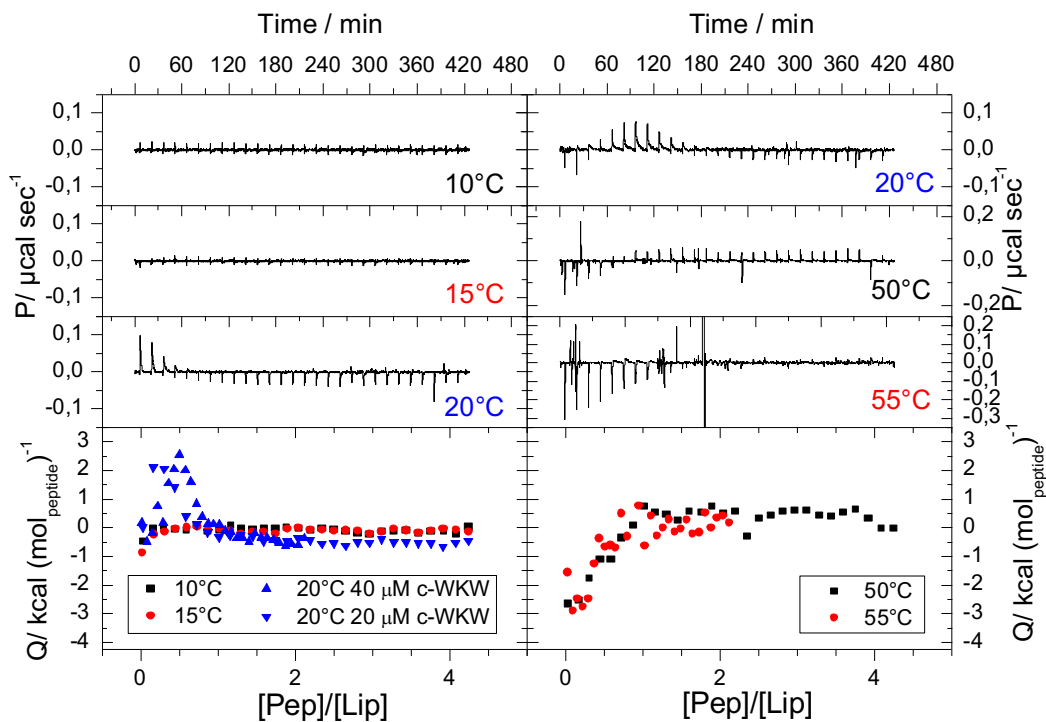 Time / min
Time / min
0 60 120 180 240 300 360 420 480
0 60 120 180 240 300 360 420 480
0,1
0,0
-0,1
10°C
0,1
0,0
-0,1
20°C
0,1
0,0
-0,1
15°C
0,2
0,0
-0,2
50°C
0,1
0,0
-0,1
20°C
0,2
0,1
0,0
-0,1
-0,2
-0,3
55°C
P/ µcal sec⁻¹
P/ µcal sec⁻¹
3
2
1
0
-1
-2
-3
-4
3
2
1
0
-1
-2
-3
-4
Q/ kcal (mol_peptide)⁻¹
Q/ kcal (mol_peptide)⁻¹
10°C
15°C
20°C 40 µM c-WKW
20°C 20 µM c-WKW
50°C
55°C
0 2 4
0 2 4
[Pep]/[Lip]
[Pep]/[Lip]